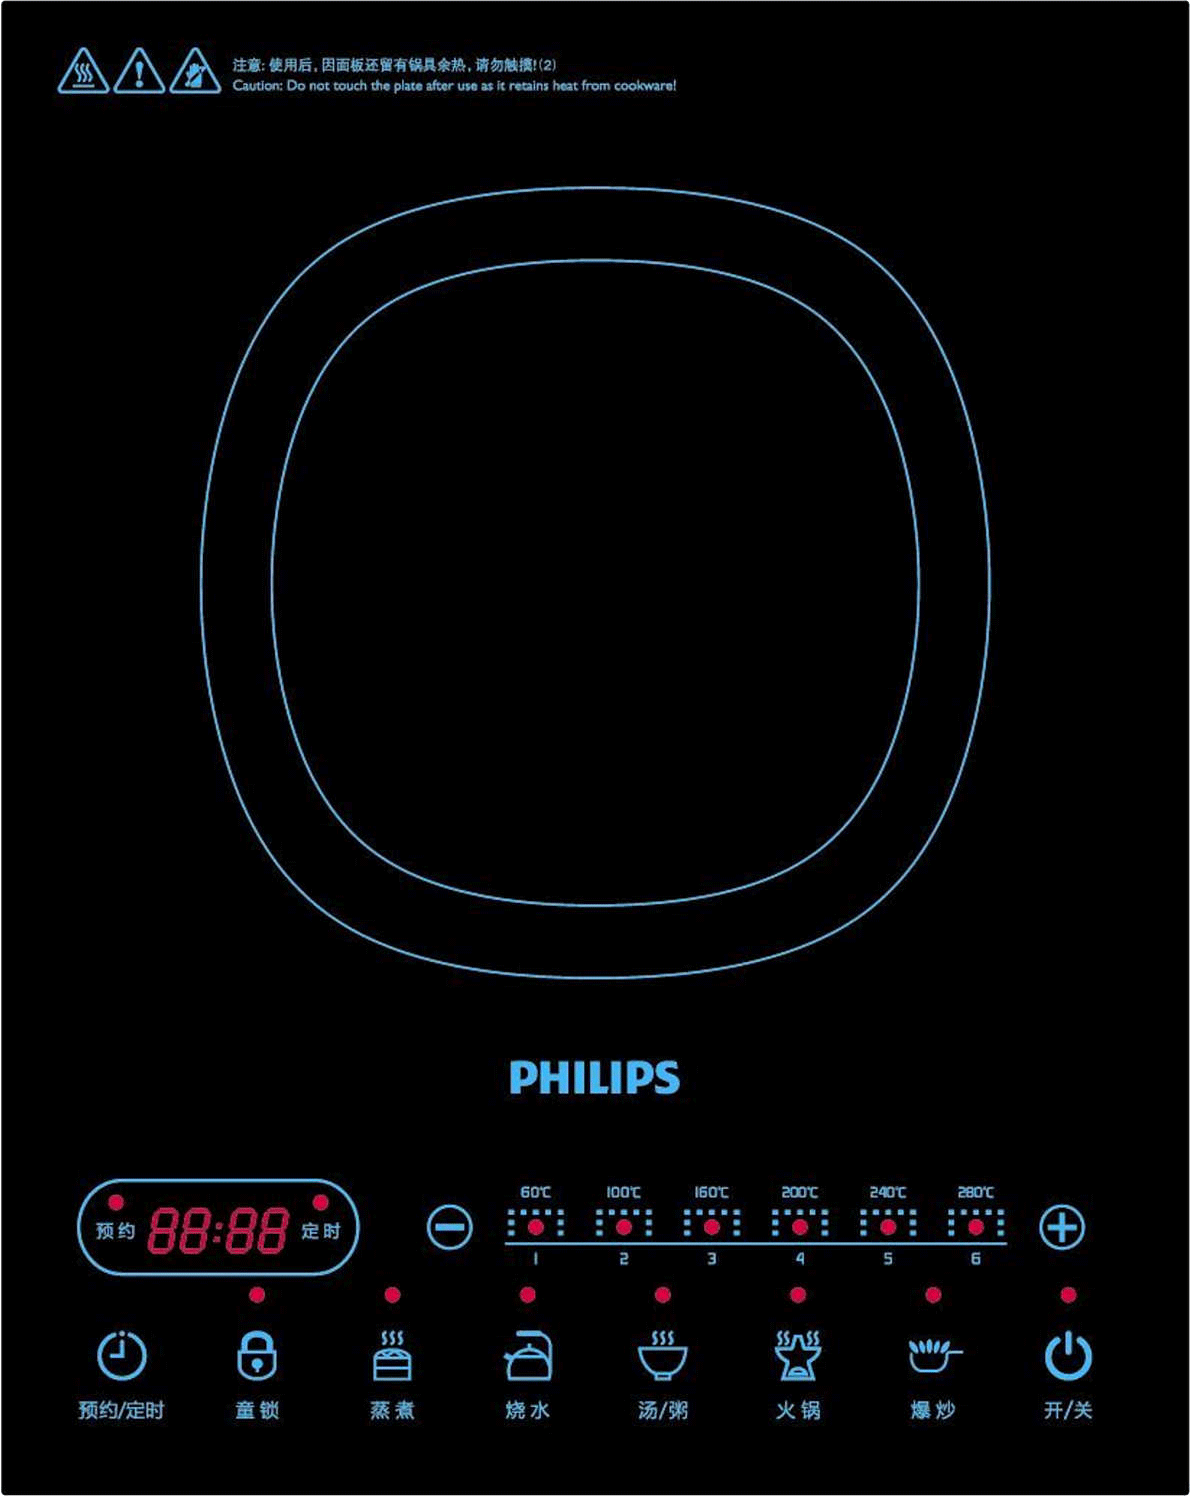 注意: 使用后, 因面板还留有锅具余热, 请勿触摸!(2)
Caution: Do not touch the plate after use as it retains heat from cookware!
PHILIPS
60℃ 100℃ 160℃ 200℃ 240℃ 280℃
预约 88:88 定时
1 2 3 4 5 6
预约/定时 童锁 蒸煮 烧水 汤/粥 火锅 爆炒 开/关